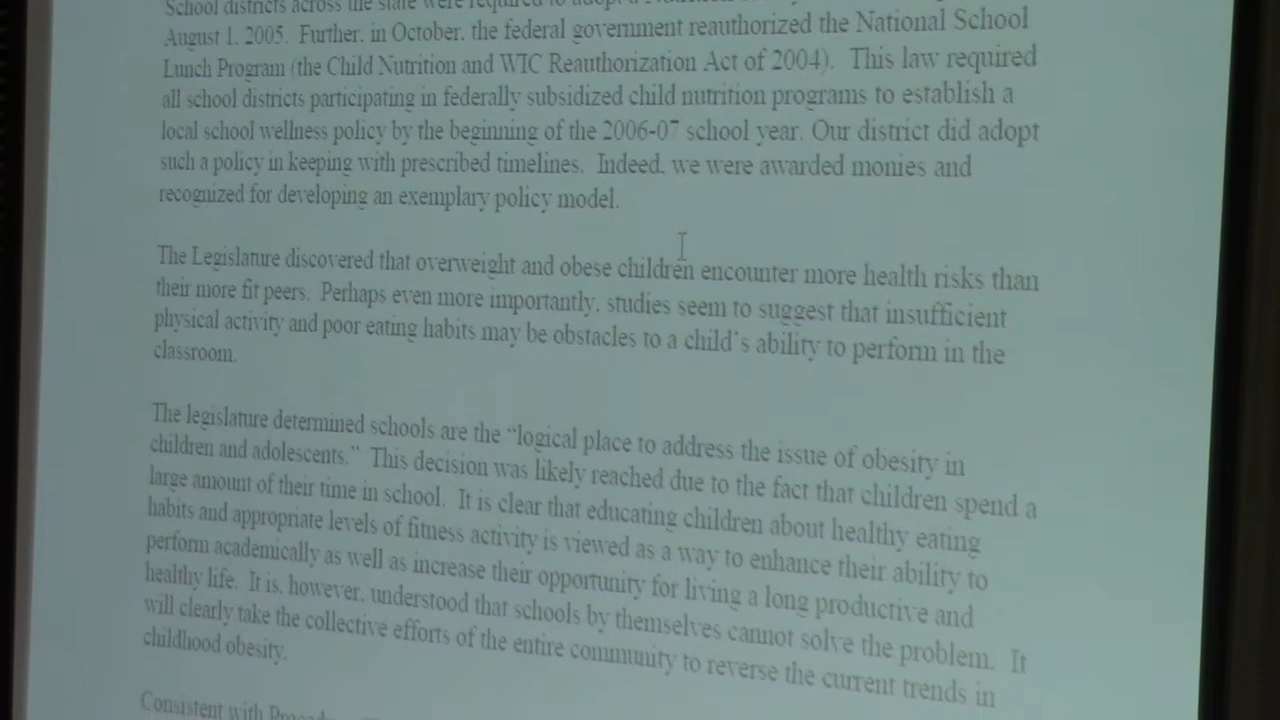 School districts across the state were required to adopt a
August 1, 2005. Further, in October, the federal government reauthorized the National School
Lunch Program (the Child Nutrition and WIC Reauthorization Act of 2004). This law required
all school districts participating in federally subsidized child nutrition programs to establish a
local school wellness policy by the beginning of the 2006-07 school year. Our district did adopt
such a policy in keeping with prescribed timelines. Indeed, we were awarded monies and
recognized for developing an exemplary policy model.
The Legislature discovered that overweight and obese children encounter more health risks than
their more fit peers. Perhaps even more importantly, studies seem to suggest that insufficient
physical activity and poor eating habits may be obstacles to a child's ability to perform in the
classroom.
The legislature determined schools are the "logical place to address the issue of obesity in
children and adolescents." This decision was likely reached due to the fact that children spend a
large amount of their time in school. It is clear that educating children about healthy eating
habits and appropriate levels of fitness activity is viewed as a way to enhance their ability to
perform academically as well as increase their opportunity for living a long productive and
healthy life. It is, however, understood that schools by themselves cannot solve the problem. It
will clearly take the collective efforts of the entire community to reverse the current trends in
childhood obesity.
Consistent with